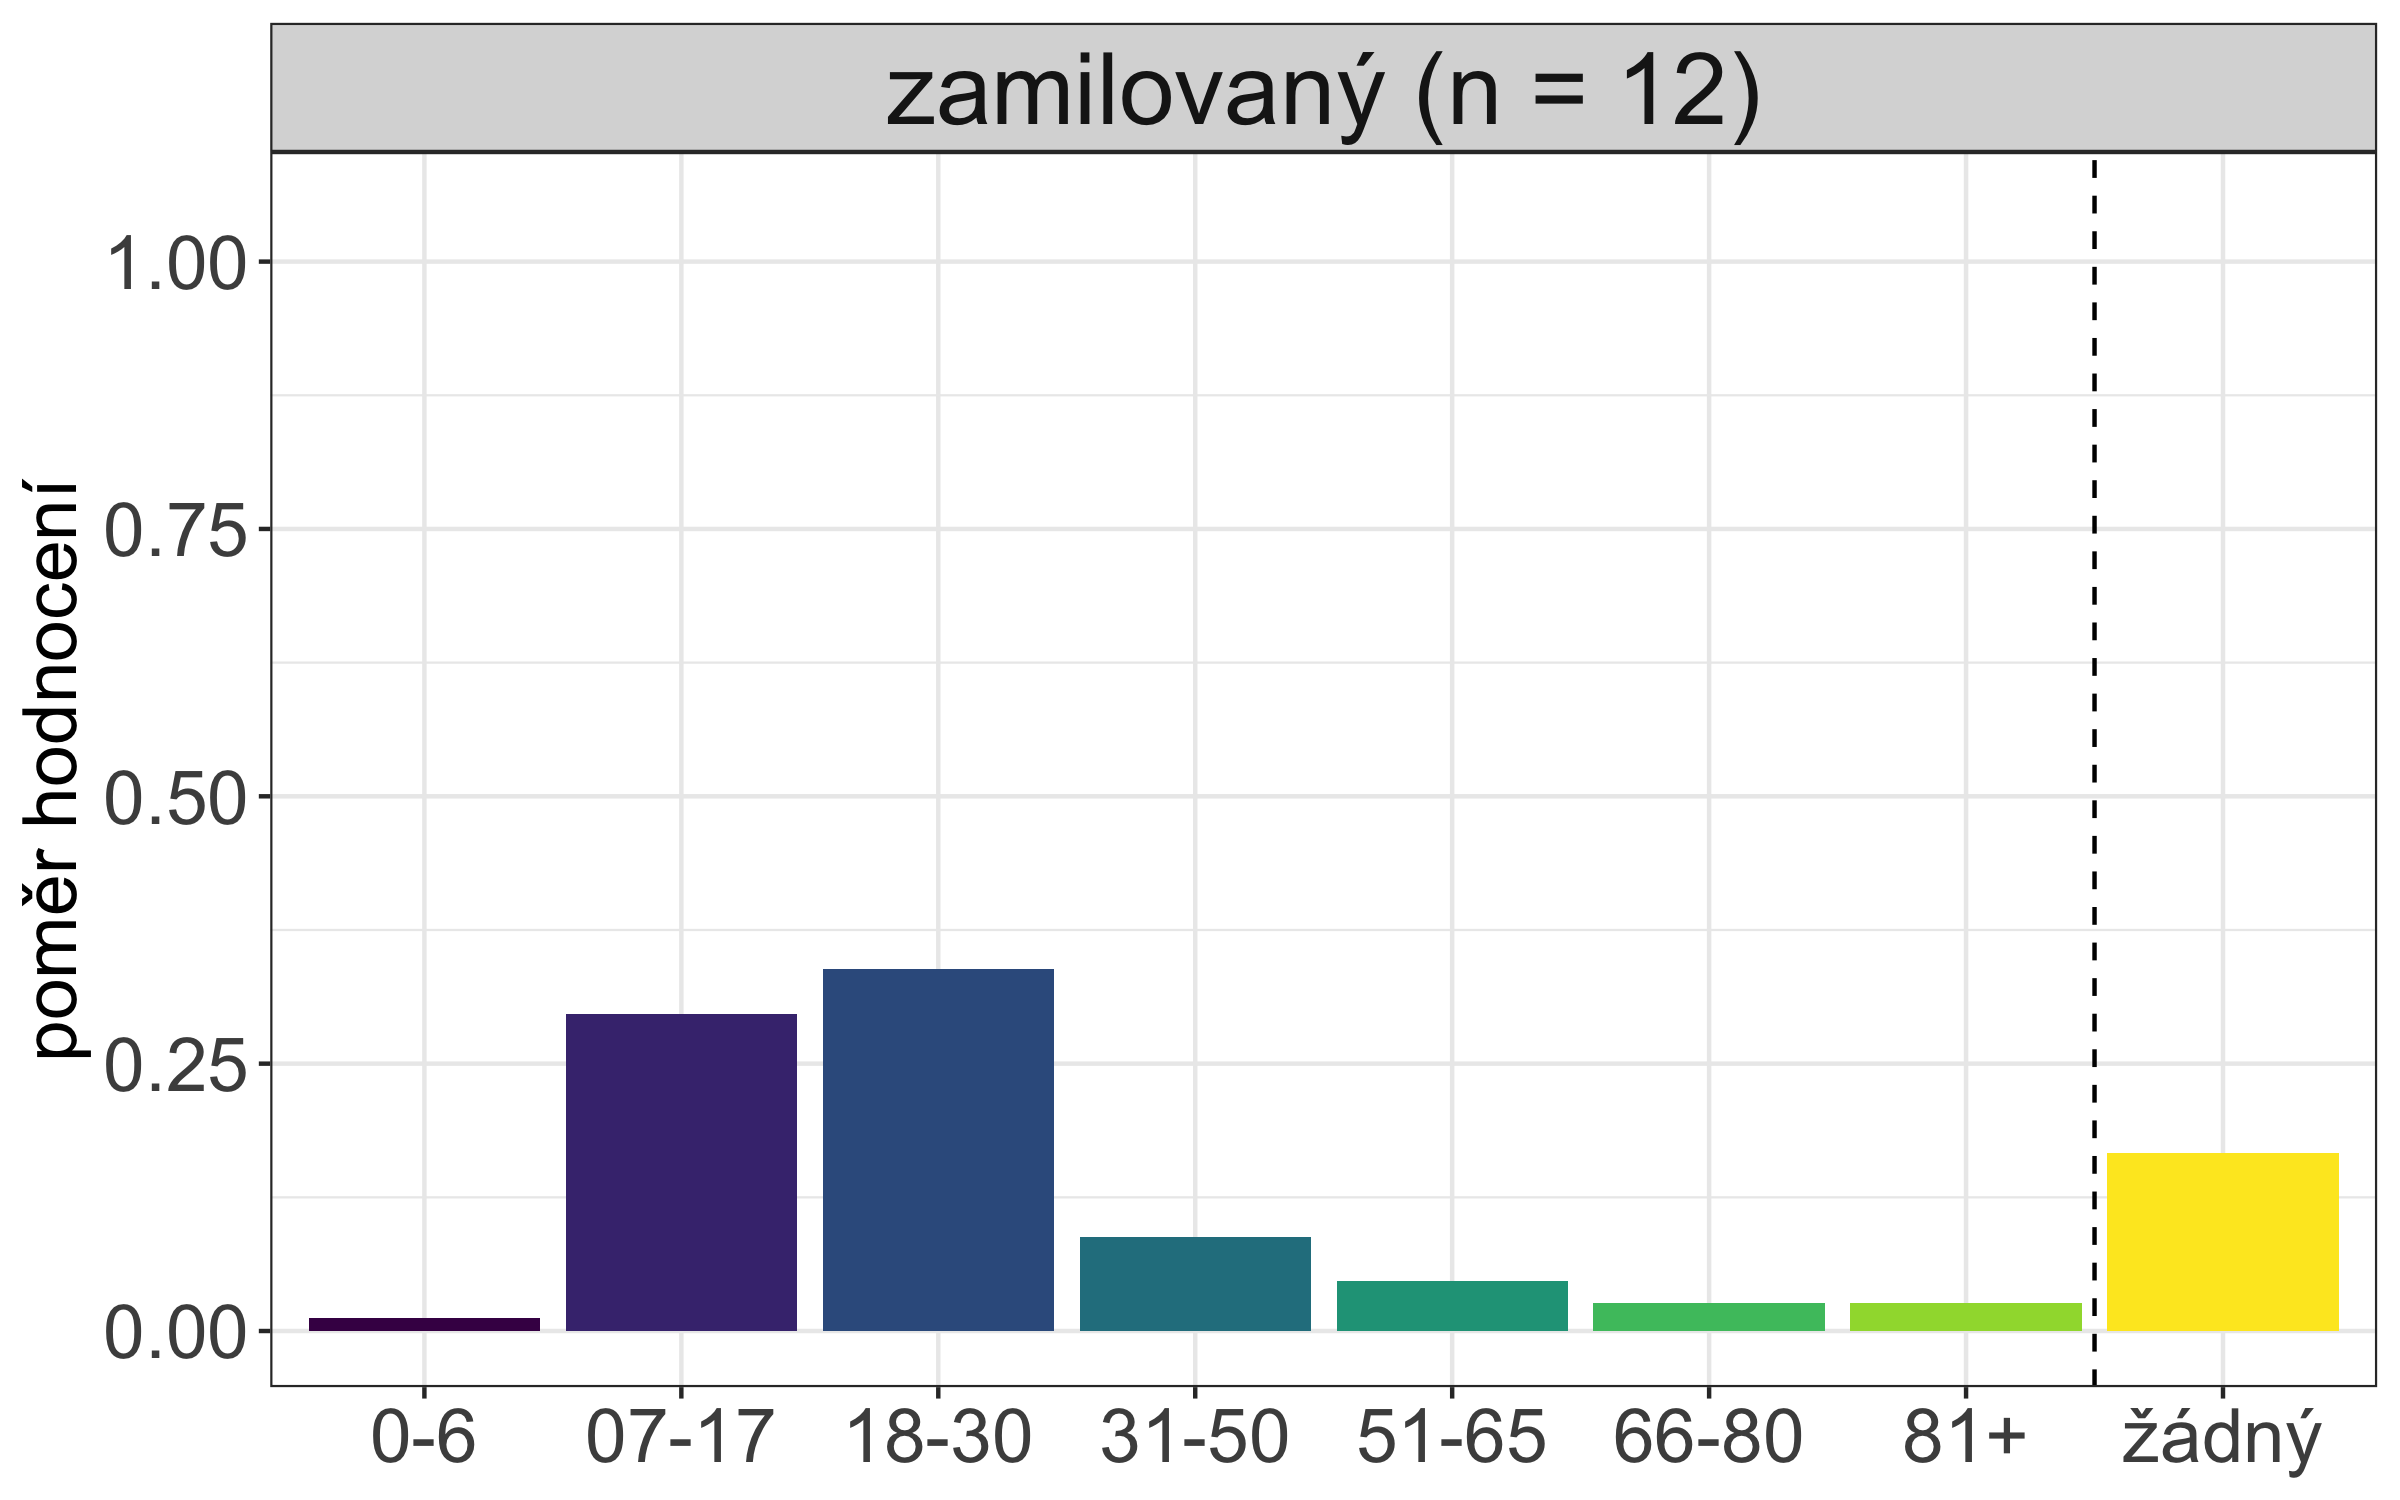 zamilovaný (n = 12)
poměr hodnocení
1.00
0.75
0.50
0.25
0.00
0-6 07-17 18-30 31-50 51-65 66-80 81+ žádný